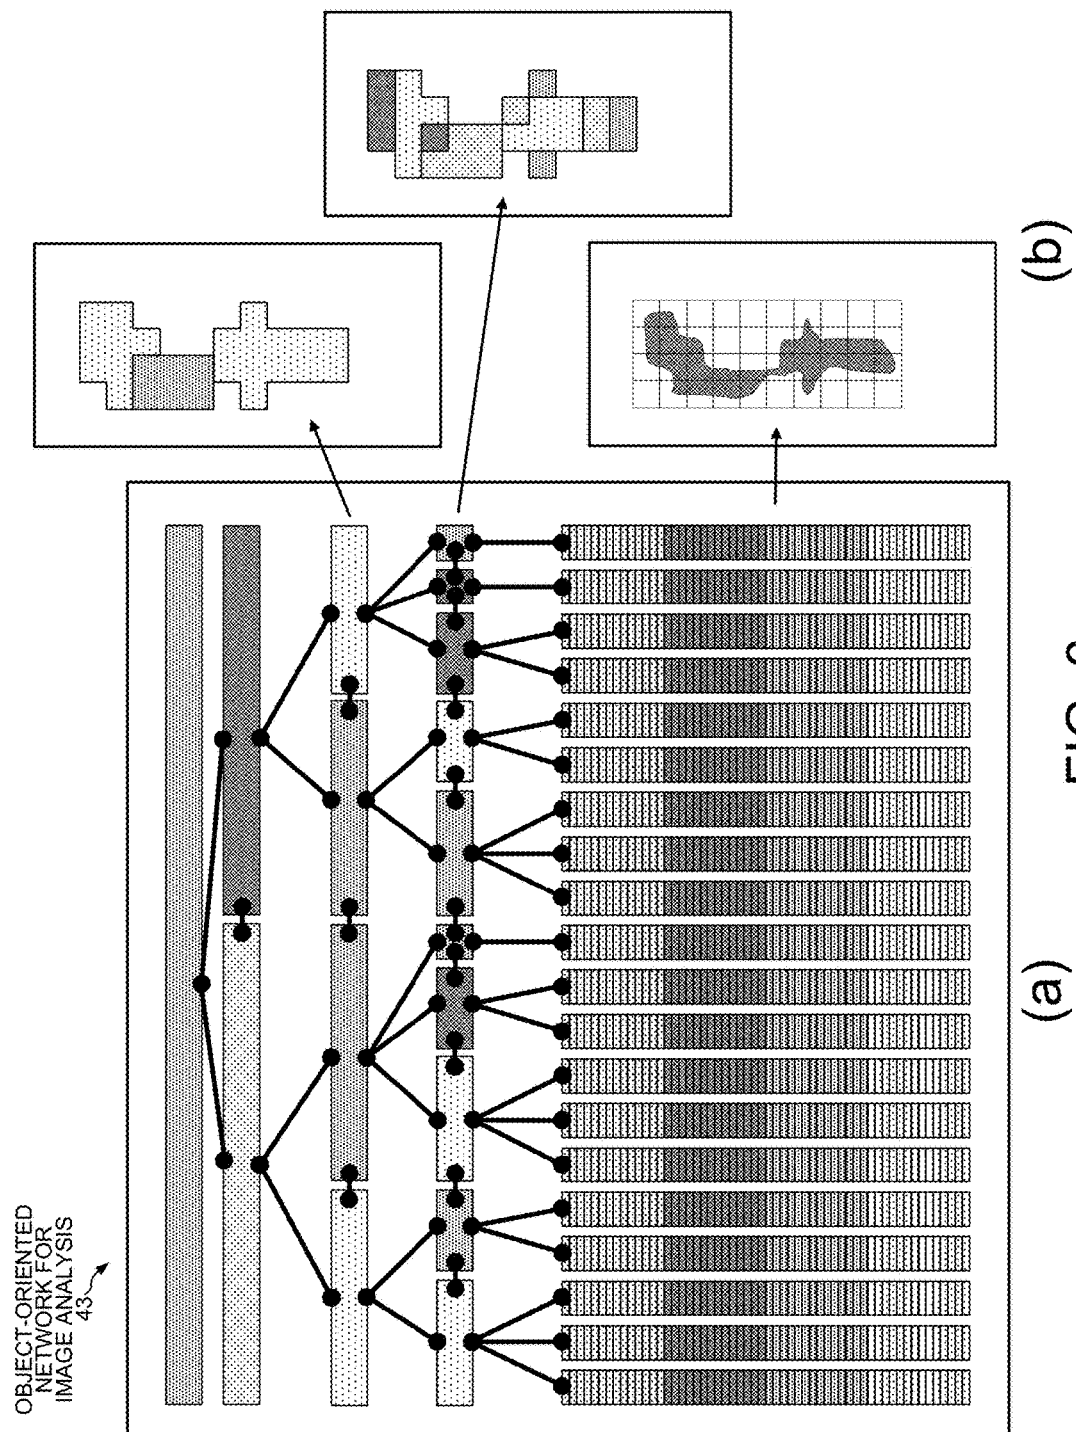 OBJECT-ORIENTED
NETWORK FOR
IMAGE ANALYSIS
43
(a)
(b)